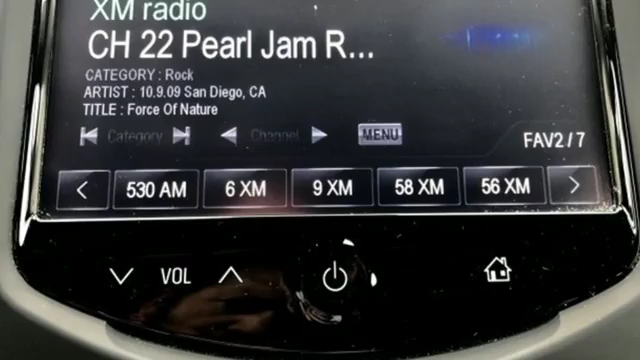 XM radio
CH 22 Pearl Jam R...
CATEGORY : Rock
ARTIST : 10.9.09 San Diego, CA
TITLE : Force Of Nature
Category Channel MENU
FAV2 / 7
< 530 AM 6 XM 9 XM 58 XM 56 XM >
VOL